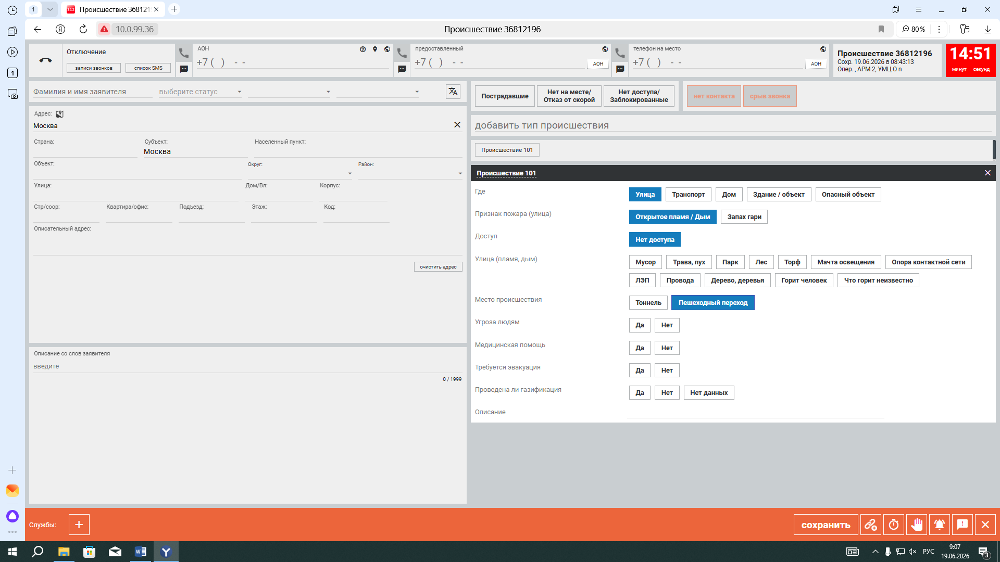 1
Происшествие 36812196
10.0.99.36
Происшествие 36812196
80 %
Отключение
записи звонков
список SMS
АОН
+7 (   )   - -
предоставленный
+7 (   )   - -
АОН
телефон на место
+7 (   )   - -
АОН
Происшествие 36812196
Сохр. 19.06.2026 в 08:43:13
Опер. , АРМ 2, УМЦ О п
14:51
минут секунд
Фамилия и имя заявителя
выберите статус
Пострадавшие
Нет на месте/
Отказ от скорой
Нет доступа/
Заблокированные
нет контакта
срыв звонка
Адрес:
Москва
Страна:
Субъект:
Москва
Населенный пункт:
Объект:
Округ:
Район:
Улица:
Дом/Вл:
Корпус:
Стр/соор:
Квартира/офис:
Подъезд:
Этаж:
Код:
Описательный адрес:
очистить адрес
Описание со слов заявителя
введите
0 / 1999
добавить тип происшествия
Происшествие 101
Происшествие 101
Где
Улица Транспорт Дом Здание / объект Опасный объект
Признак пожара (улица)
Открытое пламя / Дым Запах гари
Доступ
Нет доступа
Улица (пламя, дым)
Мусор Трава, пух Парк Лес Торф Мачта освещения Опора контактной сети
ЛЭП Провода Дерево, деревья Горит человек Что горит неизвестно
Место происшествия
Тоннель Пешеходный переход
Угроза людям
Да Нет
Медицинская помощь
Да Нет
Требуется эвакуация
Да Нет
Проведена ли газификация
Да Нет Нет данных
Описание
Службы:
сохранить
РУС
9:07
19.06.2026
3